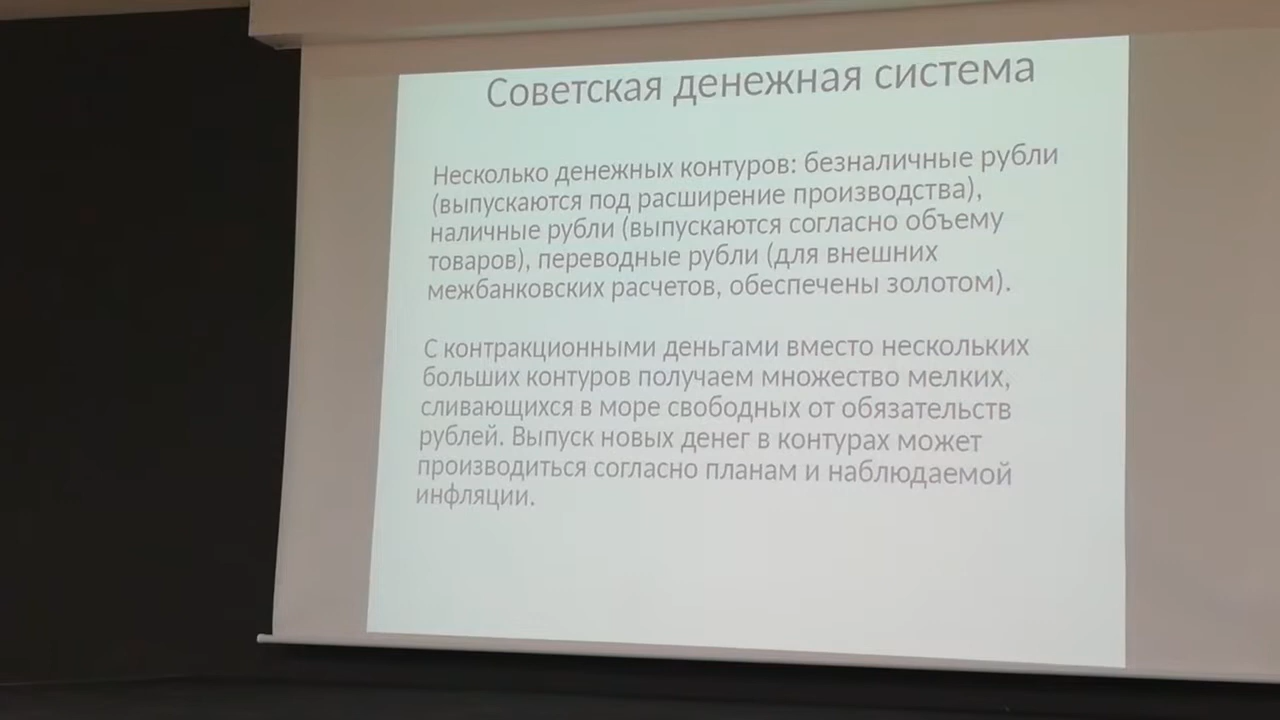 Советская денежная система
Несколько денежных контуров: безналичные рубли
(выпускаются под расширение производства),
наличные рубли (выпускаются согласно объему
товаров), переводные рубли (для внешних
межбанковских расчетов, обеспечены золотом).
С контракционными деньгами вместо нескольких
больших контуров получаем множество мелких,
сливающихся в море свободных от обязательств
рублей. Выпуск новых денег в контурах может
производиться согласно планам и наблюдаемой
инфляции.